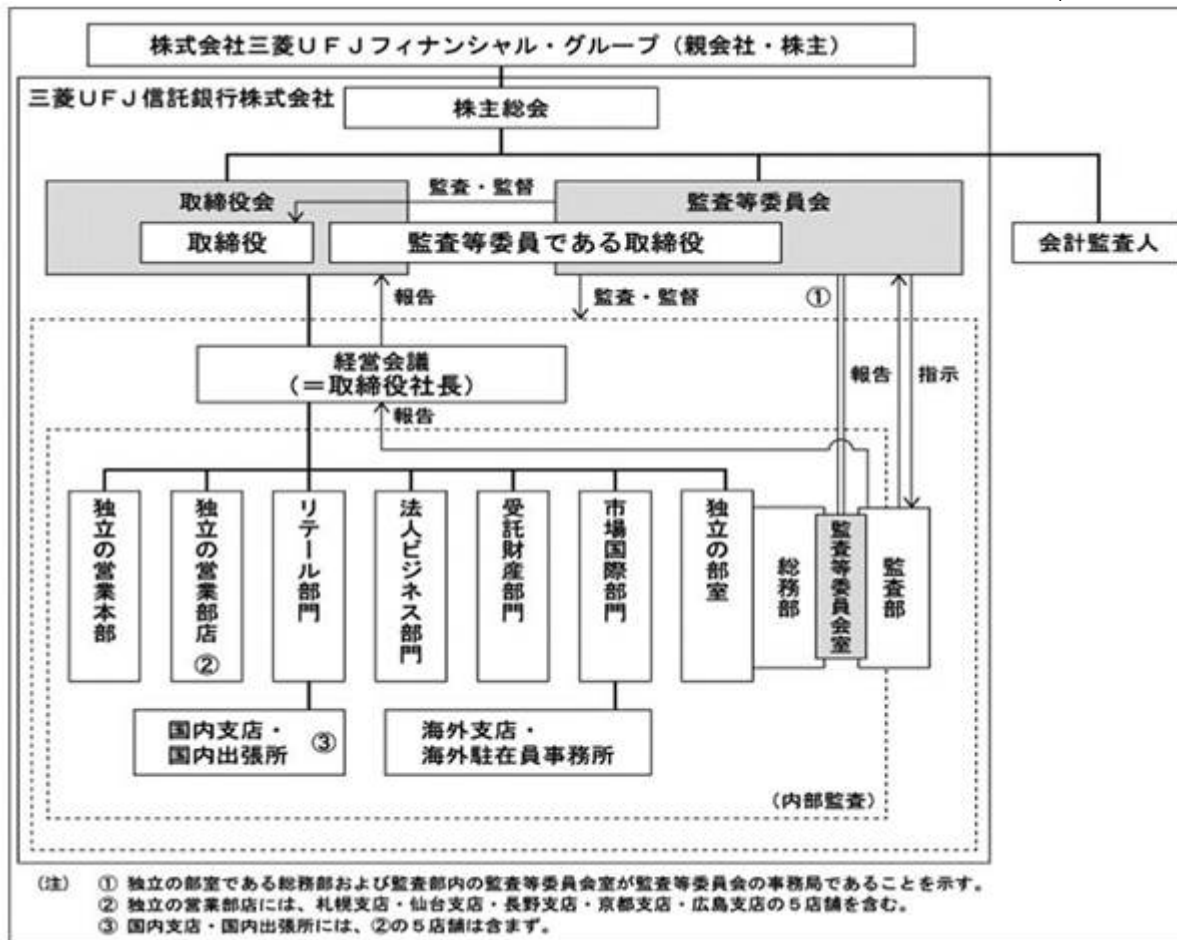 株式会社三菱UFJフィナンシャル・グループ（親会社・株主）
三菱UFJ信託銀行株式会社
株主総会
取締役会
監査・監督
監査等委員会
取締役
監査等委員である取締役
会計監査人
報告
監査・監督
①
経営会議
（＝取締役社長）
報告
指示
報告
独立の営業本部
独立の営業部店②
リテール部門
法人ビジネス部門
受託財産部門
市場国際部門
独立の部室
総務部
監査等委員会室
監査部
国内支店・
国内出張所
③
海外支店・
海外駐在員事務所
（内部監査）
（注） ① 独立の部室である総務部および監査部内の監査等委員会室が監査等委員会の事務局であることを示す。
② 独立の営業部店には、札幌支店・仙台支店・長野支店・京都支店・広島支店の５店舗を含む。
③ 国内支店・国内出張所には、②の５店舗は含まず。